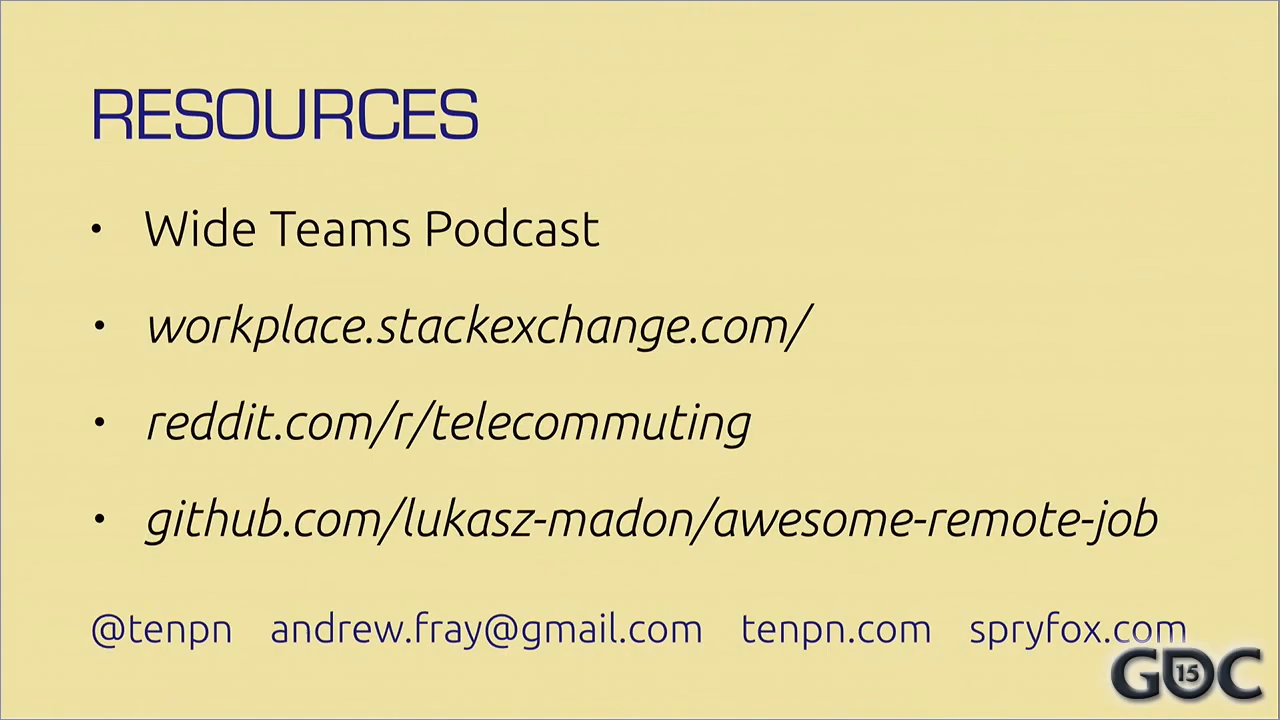 RESOURCES
• Wide Teams Podcast
• workplace.stackexchange.com/
• reddit.com/r/telecommuting
• github.com/lukasz-madon/awesome-remote-job
@tenpn andrew.fray@gmail.com tenpn.com spryfox.com
GDC 15